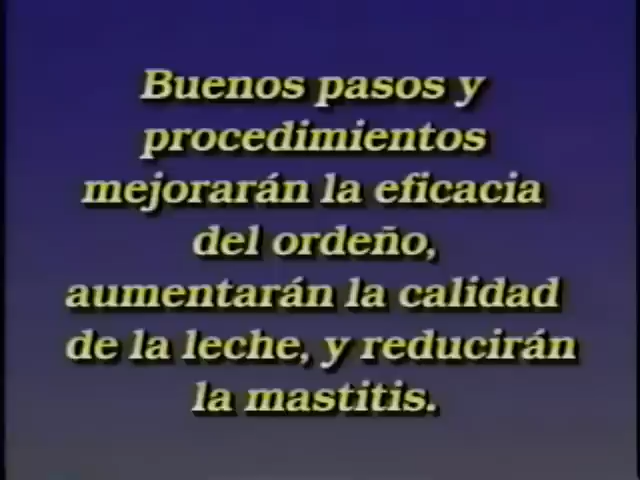 Buenos pasos y
procedimientos
mejorarán la eficacia
del ordeño,
aumentarán la calidad
de la leche, y reducirán
la mastitis.